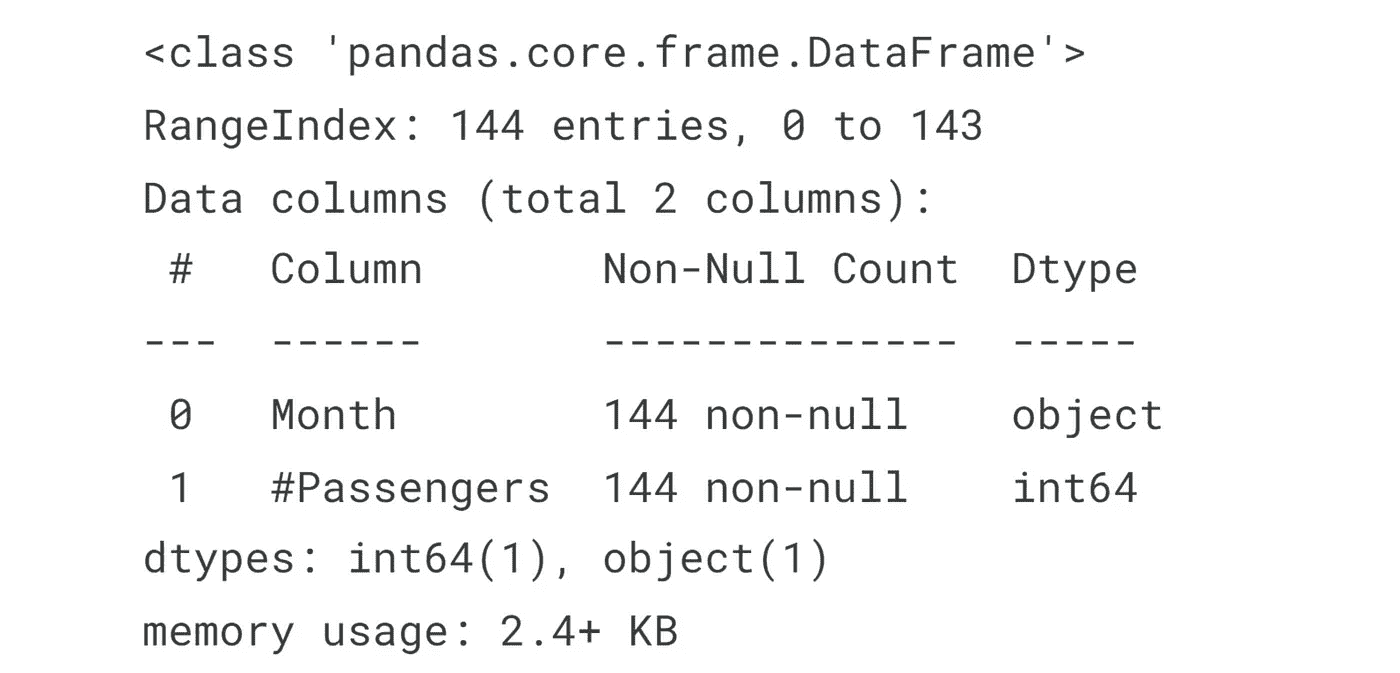 <class 'pandas.core.frame.DataFrame'>
RangeIndex: 144 entries, 0 to 143
Data columns (total 2 columns):
 #   Column       Non-Null Count  Dtype
---  ------       --------------  -----
 0   Month        144 non-null    object
 1   #Passengers  144 non-null    int64
dtypes: int64(1), object(1)
memory usage: 2.4+ KB